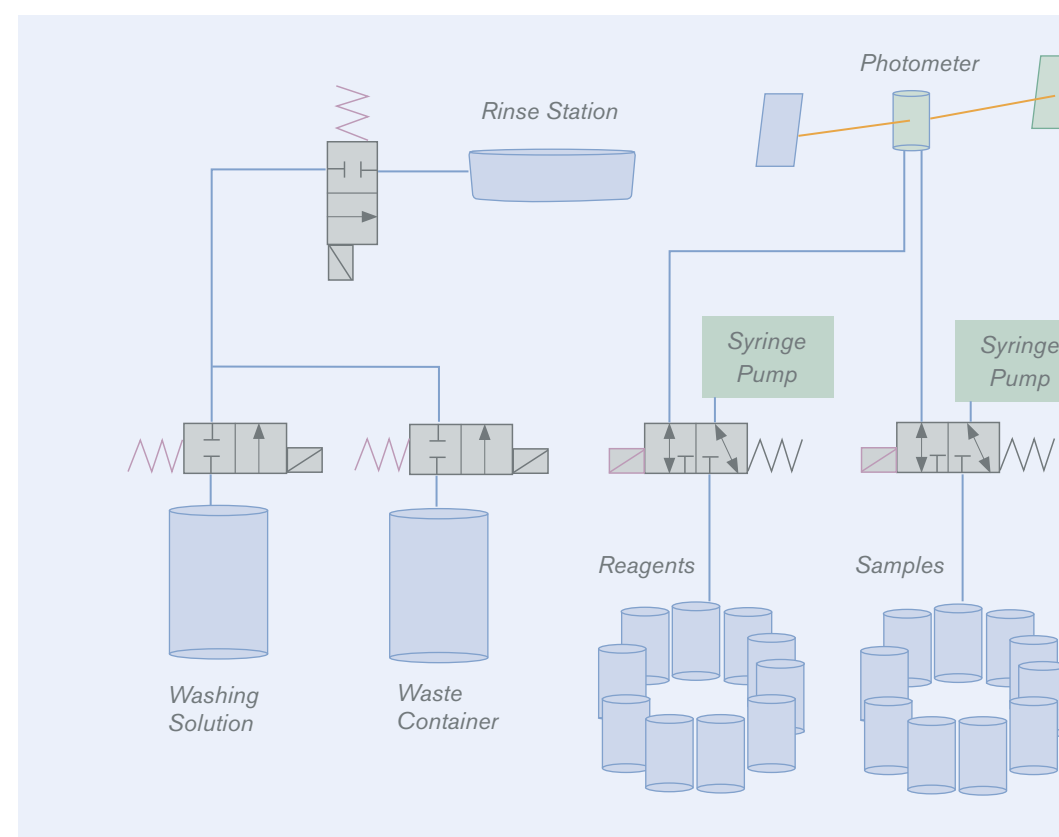 Photometer
Rinse Station
Syringe
Pump
Syringe
Pump
Reagents
Samples
Washing
Solution
Waste
Container